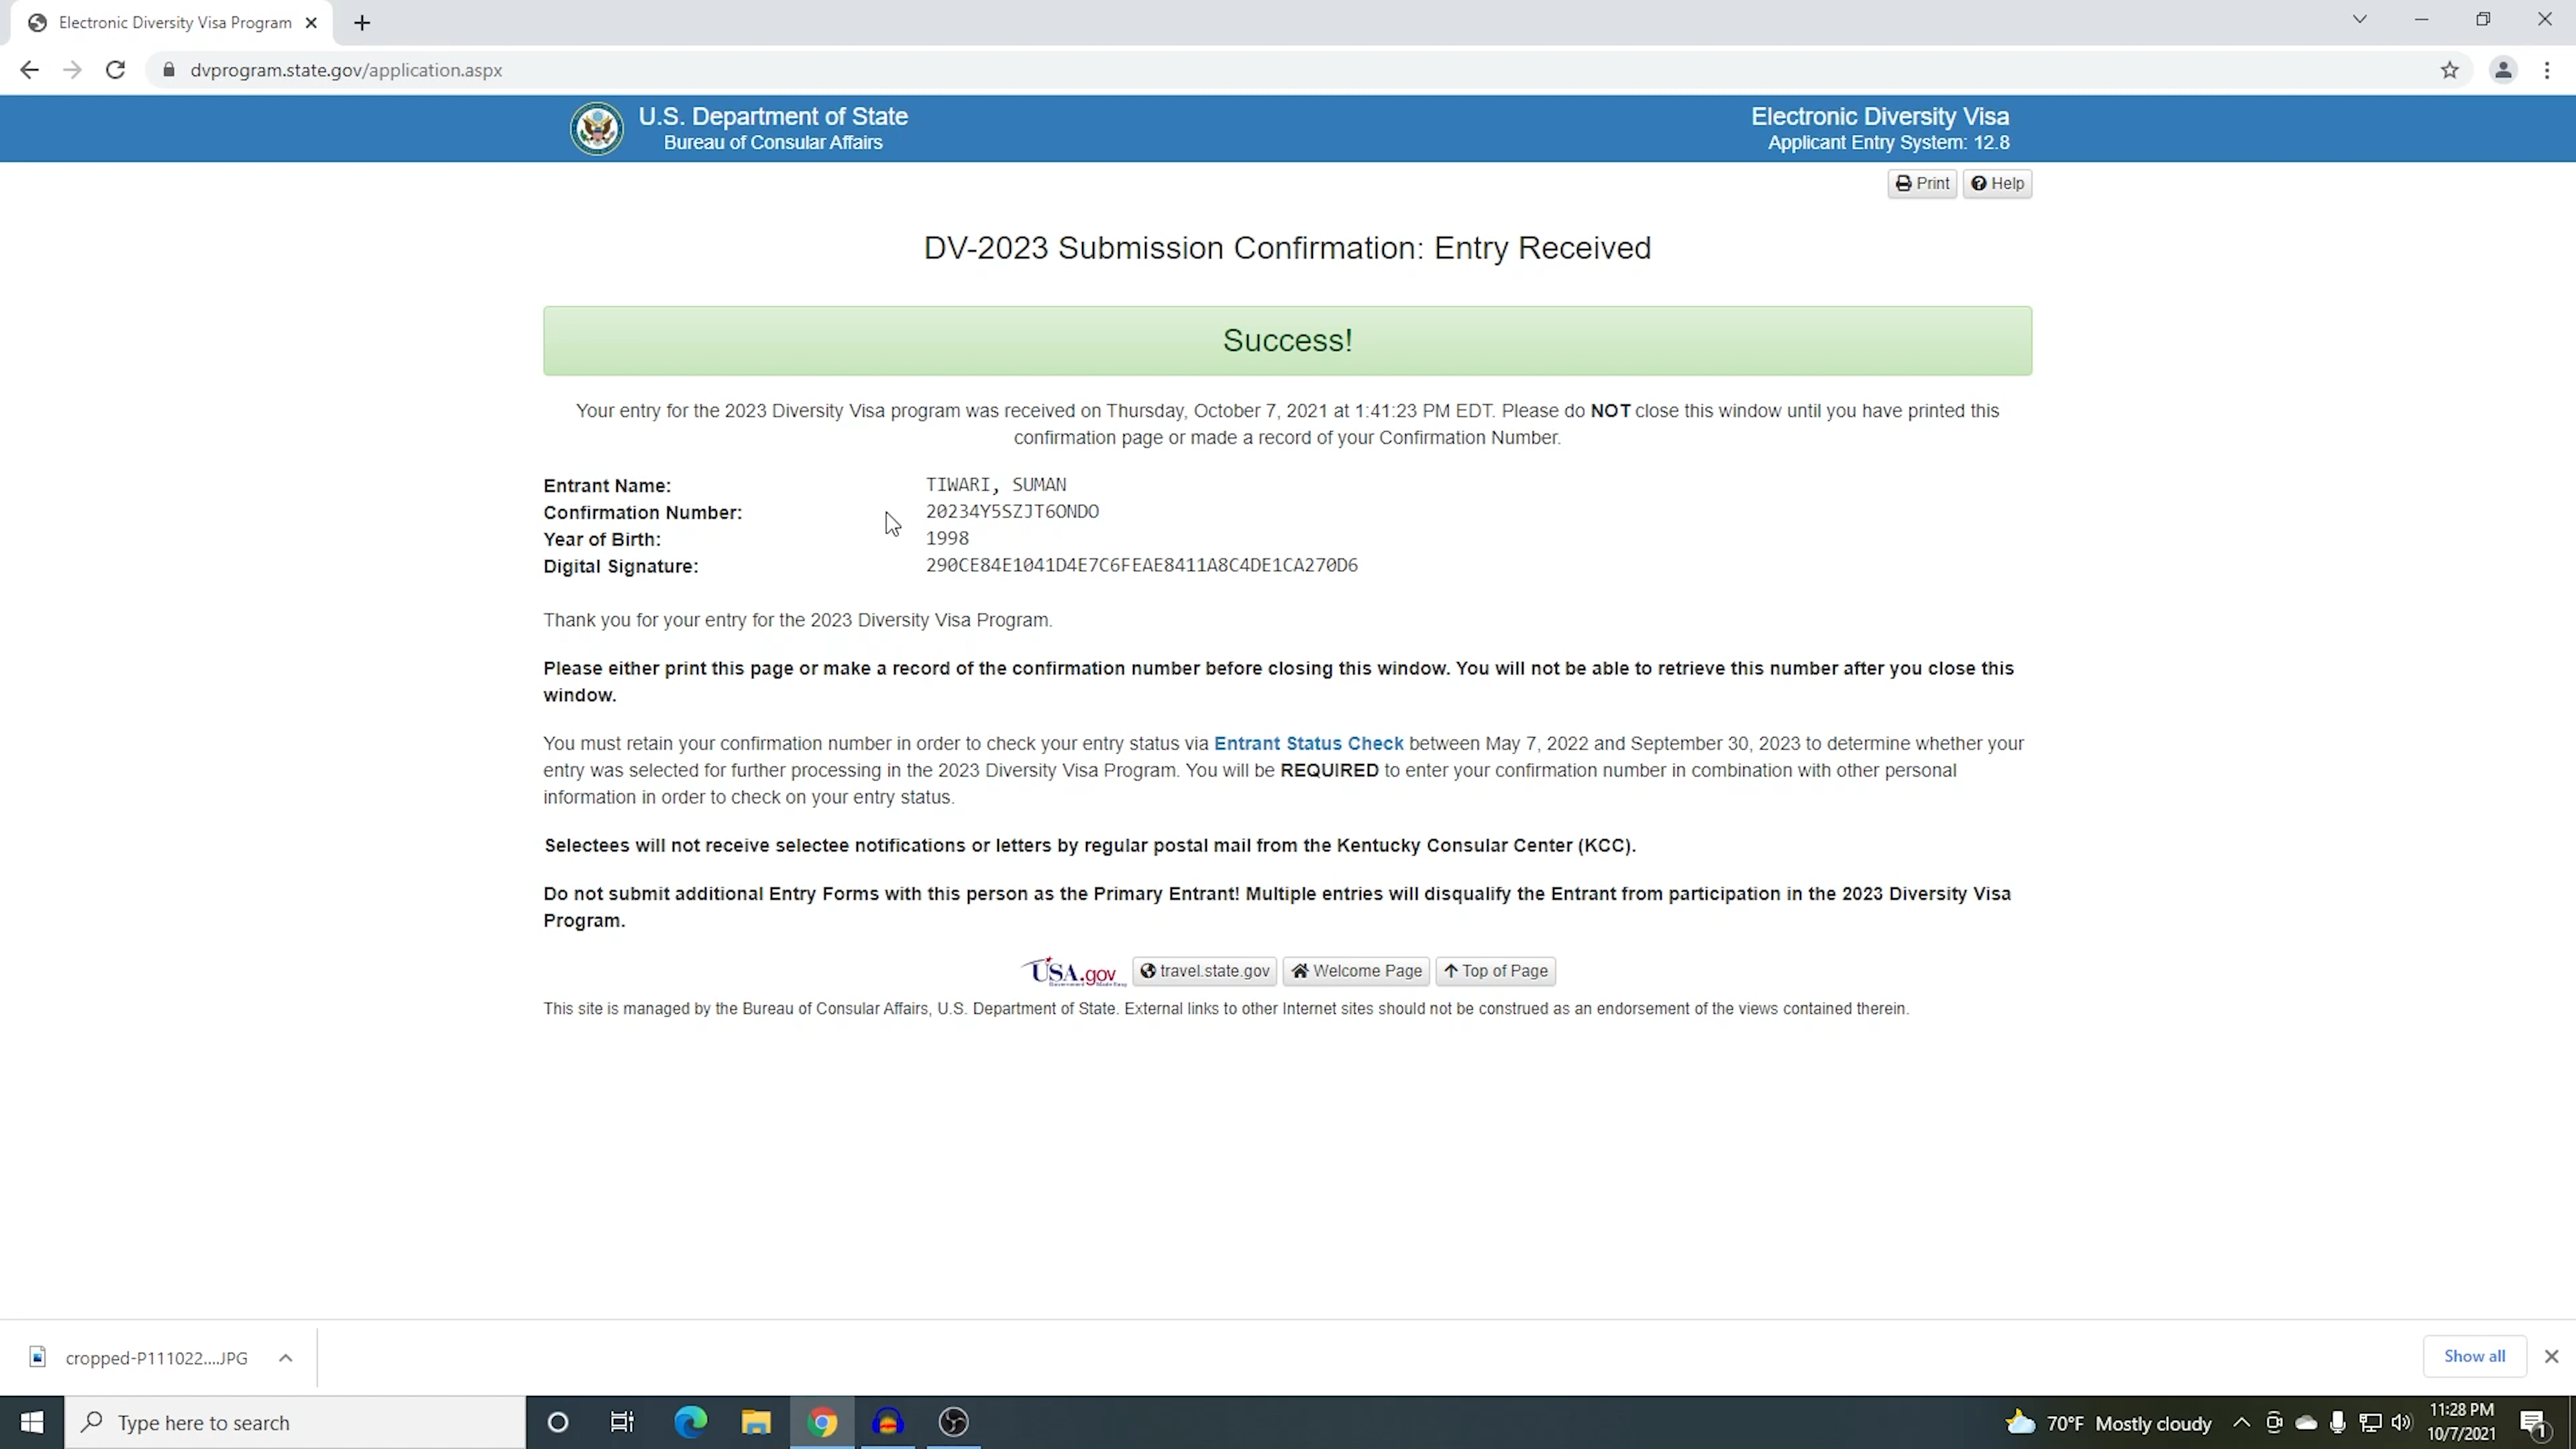 Electronic Diversity Visa Program
dvprogram.state.gov/application.aspx
U.S. Department of State
Bureau of Consular Affairs
Electronic Diversity Visa
Applicant Entry System: 12.8
Print Help
DV-2023 Submission Confirmation: Entry Received
Success!
Your entry for the 2023 Diversity Visa program was received on Thursday, October 7, 2021 at 1:41:23 PM EDT. Please do NOT close this window until you have printed this
confirmation page or made a record of your Confirmation Number.
Entrant Name: TIWARI, SUMAN
Confirmation Number: 20234Y5SZJT6ONDO
Year of Birth: 1998
Digital Signature: 290CE84E1041D4E7C6FEAE8411A8C4DE1CA270D6
Thank you for your entry for the 2023 Diversity Visa Program.
Please either print this page or make a record of the confirmation number before closing this window. You will not be able to retrieve this number after you close this
window.
You must retain your confirmation number in order to check your entry status via Entrant Status Check between May 7, 2022 and September 30, 2023 to determine whether your
entry was selected for further processing in the 2023 Diversity Visa Program. You will be REQUIRED to enter your confirmation number in combination with other personal
information in order to check on your entry status.
Selectees will not receive selectee notifications or letters by regular postal mail from the Kentucky Consular Center (KCC).
Do not submit additional Entry Forms with this person as the Primary Entrant! Multiple entries will disqualify the Entrant from participation in the 2023 Diversity Visa
Program.
USA.gov travel.state.gov Welcome Page Top of Page
Government Made Easy
This site is managed by the Bureau of Consular Affairs, U.S. Department of State. External links to other Internet sites should not be construed as an endorsement of the views contained therein.
cropped-P111022....JPG
Show all
Type here to search
70°F Mostly cloudy
11:28 PM
10/7/2021
1